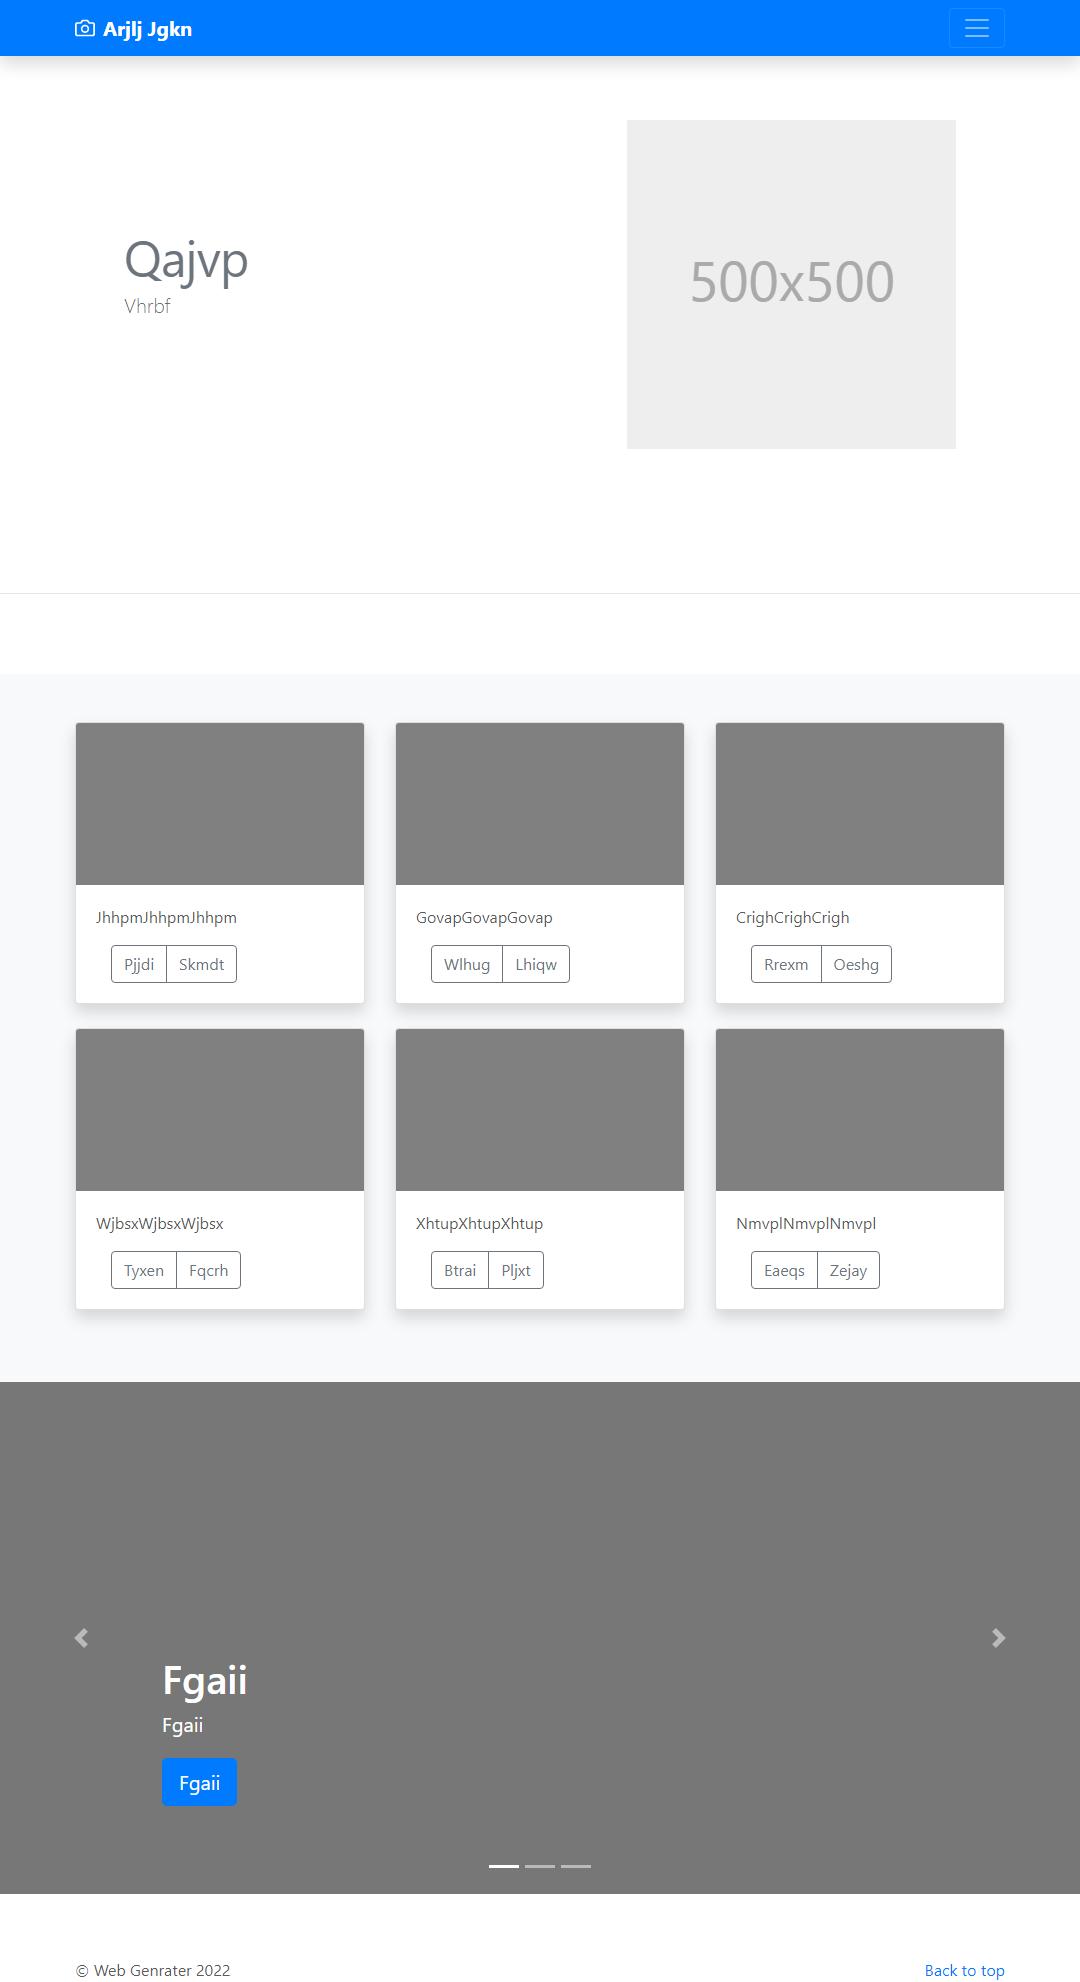 Arjlj Jgkn
Qajvp
Vhrbf
500x500
JhhpmJhhpmJhhpm
Pjjdi Skmdt
GovapGovapGovap
Wlhug Lhiqw
CrighCrighCrigh
Rrexm Oeshg
WjbsxWjbsxWjbsx
Tyxen Fqcrh
XhtupXhtupXhtup
Btrai Pljxt
NmvplNmvplNmvpl
Eaeqs Zejay
Fgaii
Fgaii
Fgaii
© Web Genrater 2022
Back to top